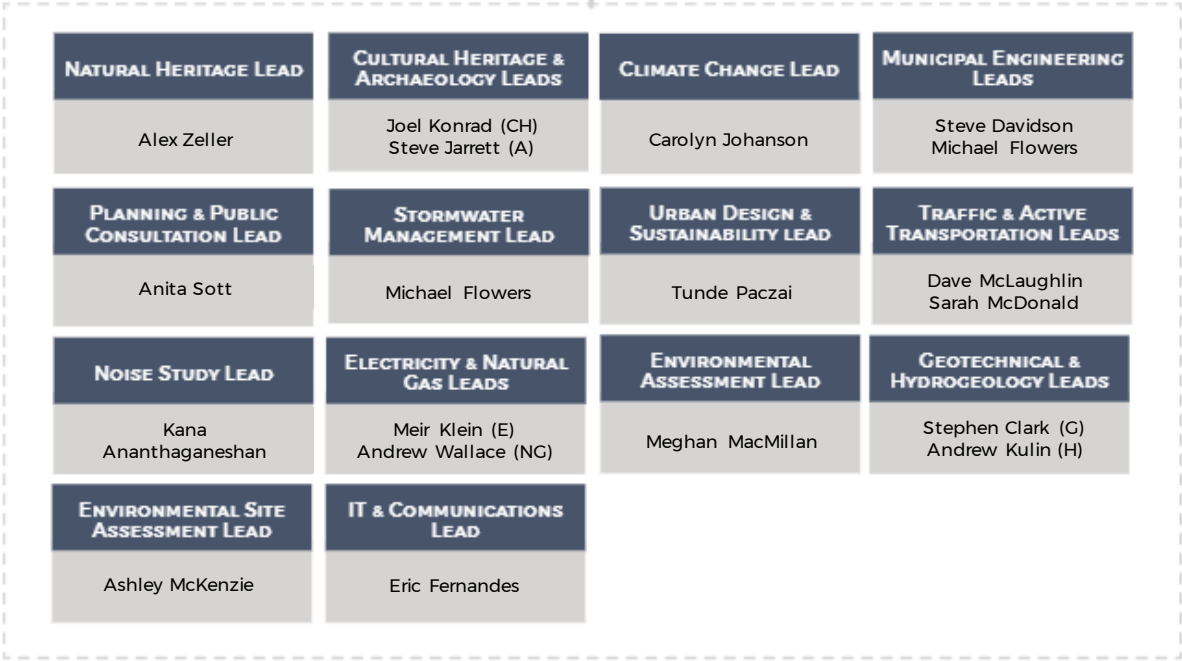 NATURAL HERITAGE LEAD
Alex Zeller
CULTURAL HERITAGE &
ARCHAEOLOGY LEADS
Joel Konrad (CH)
Steve Jarrett (A)
CLIMATE CHANGE LEAD
Carolyn Johanson
MUNICIPAL ENGINEERING
LEADS
Steve Davidson
Michael Flowers
PLANNING & PUBLIC
CONSULTATION LEAD
Anita Sott
STORMWATER
MANAGEMENT LEAD
Michael Flowers
URBAN DESIGN &
SUSTAINABILITY LEAD
Tunde Paczai
TRAFFIC & ACTIVE
TRANSPORTATION LEADS
Dave McLaughlin
Sarah McDonald
NOISE STUDY LEAD
Kana
Ananthaganeshan
ELECTRICITY & NATURAL
GAS LEADS
Meir Klein (E)
Andrew Wallace (NG)
ENVIRONMENTAL
ASSESSMENT LEAD
Meghan MacMillan
GEOTECHNICAL &
HYDROGEOLOGY LEADS
Stephen Clark (G)
Andrew Kulin (H)
ENVIRONMENTAL SITE
ASSESSMENT LEAD
Ashley McKenzie
IT & COMMUNICATIONS
LEAD
Eric Fernandes